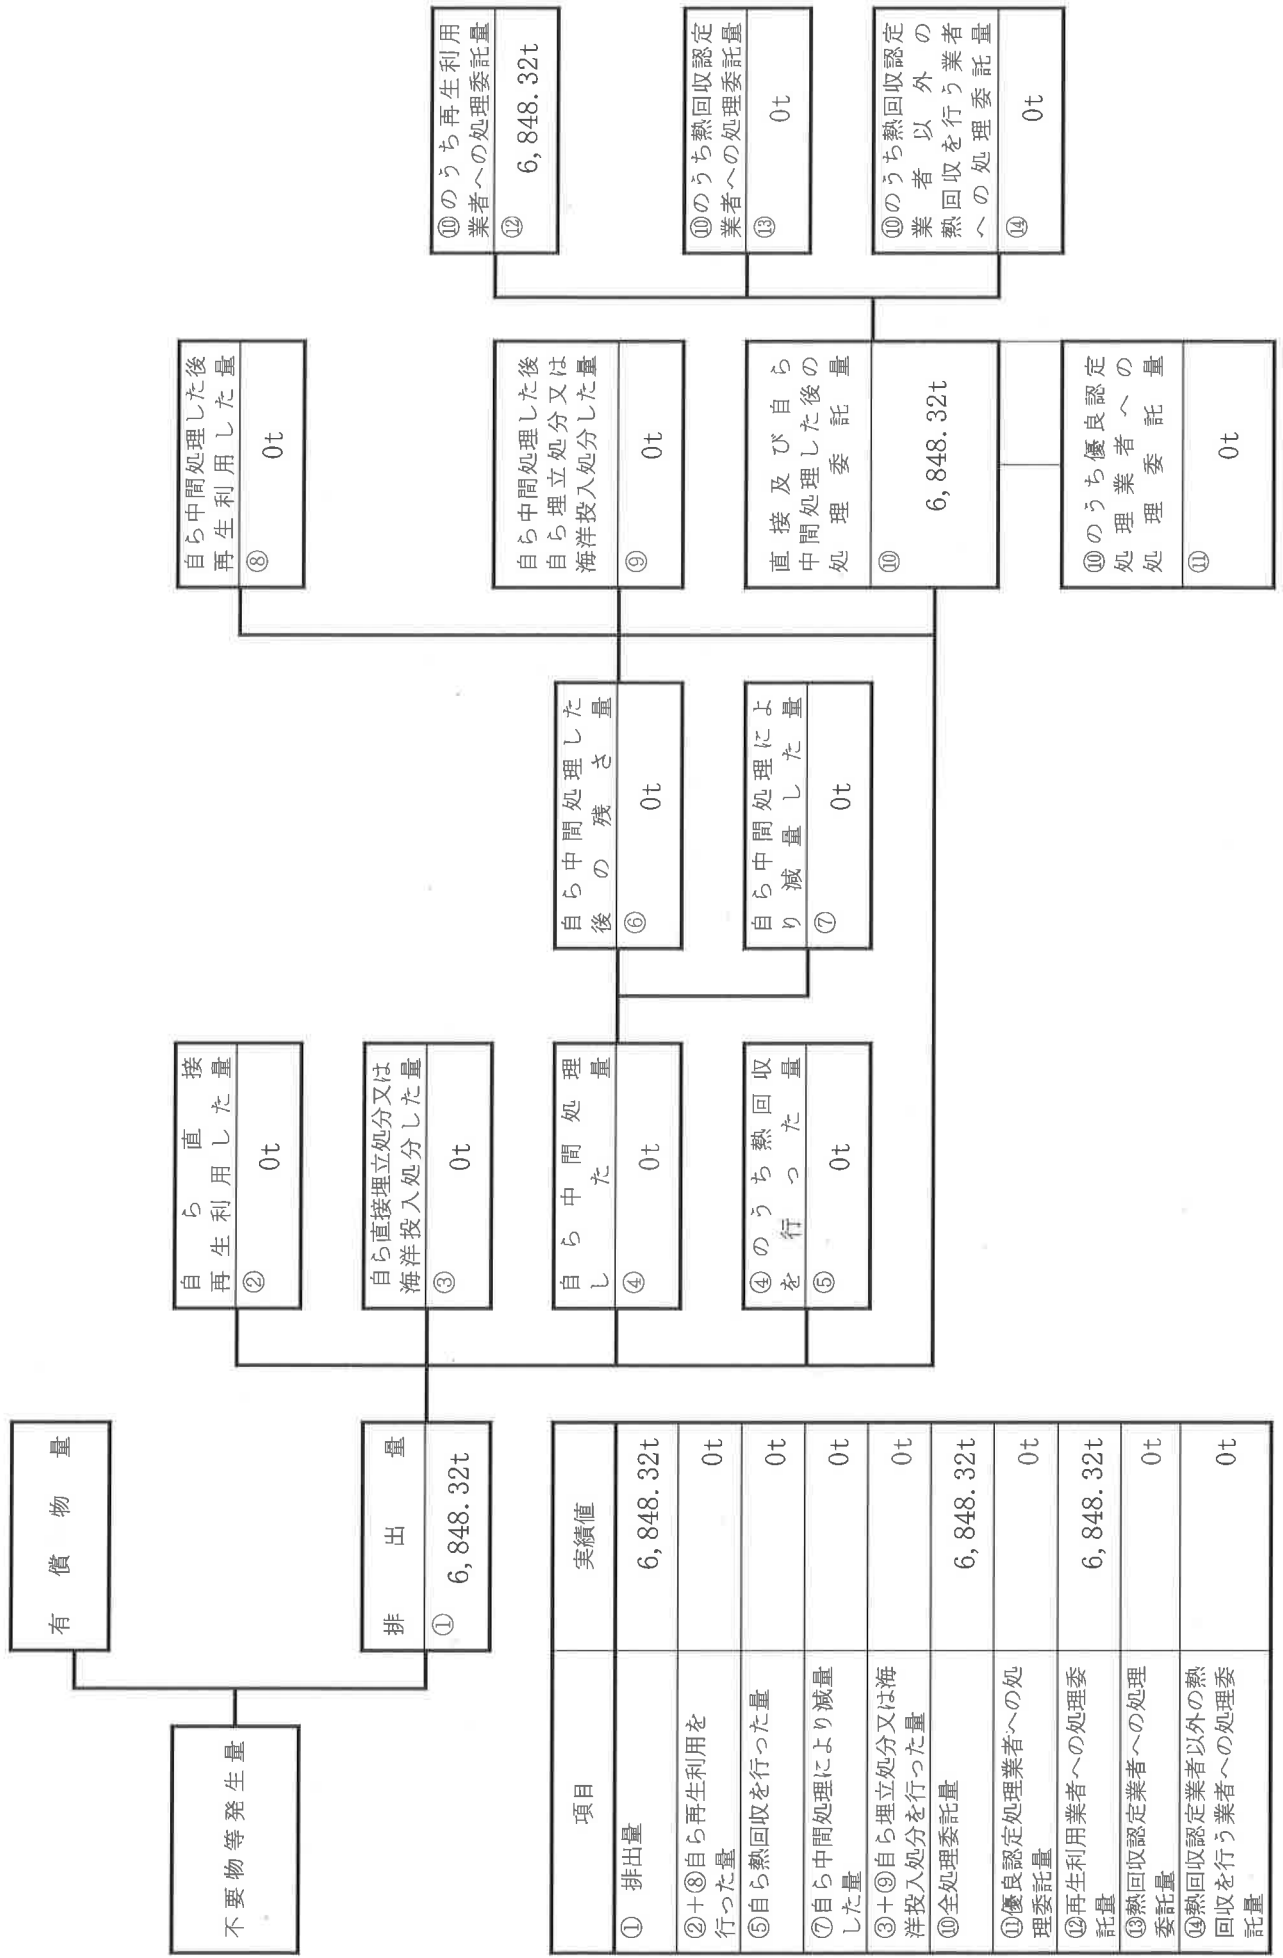 有償物量
不要物等発生量
排出量
① 6,848.32t
自ら直接
再生利用した量
②
0t
自ら直接埋立処分又は
海洋投入処分した量
③
0t
自ら中間処理
した量
④
0t
④のうち熱回収
を行った量
⑤
0t
自ら中間処理した
後の残さ量
⑥
0t
自ら中間処理によ
り減量した量
⑦
0t
自ら中間処理した後
再生利用した量
⑧
0t
自ら中間処理した後
自ら埋立処分又は
海洋投入処分した量
⑨
0t
直接及び自ら
中間処理した後の
処理委託量
⑩
6,848.32t
⑩のうち優良認定
処理業者への
処理委託量
⑪
0t
⑩のうち再生利用
業者への処理委託量
⑫
6,848.32t
⑩のうち熱回収認定
業者への処理委託量
⑬
0t
⑩のうち熱回収認定
業者以外の
熱回収を行う業者
への処理委託量
⑭
0t
項目 実績値
① 排出量 6,848.32t
②+⑧自ら再生利用を
行った量 0t
⑤自ら熱回収を行った量 0t
⑦自ら中間処理により減量
した量 0t
③+⑨自ら埋立処分又は海
洋投入処分を行った量 0t
⑩全処理委託量 6,848.32t
⑪優良認定処理業者への処
理委託量 0t
⑫再生利用業者への処理委
託量 6,848.32t
⑬熱回収認定業者への処理
委託量 0t
⑭熱回収認定業者以外の熱
回収を行う業者への処理委
託量 0t